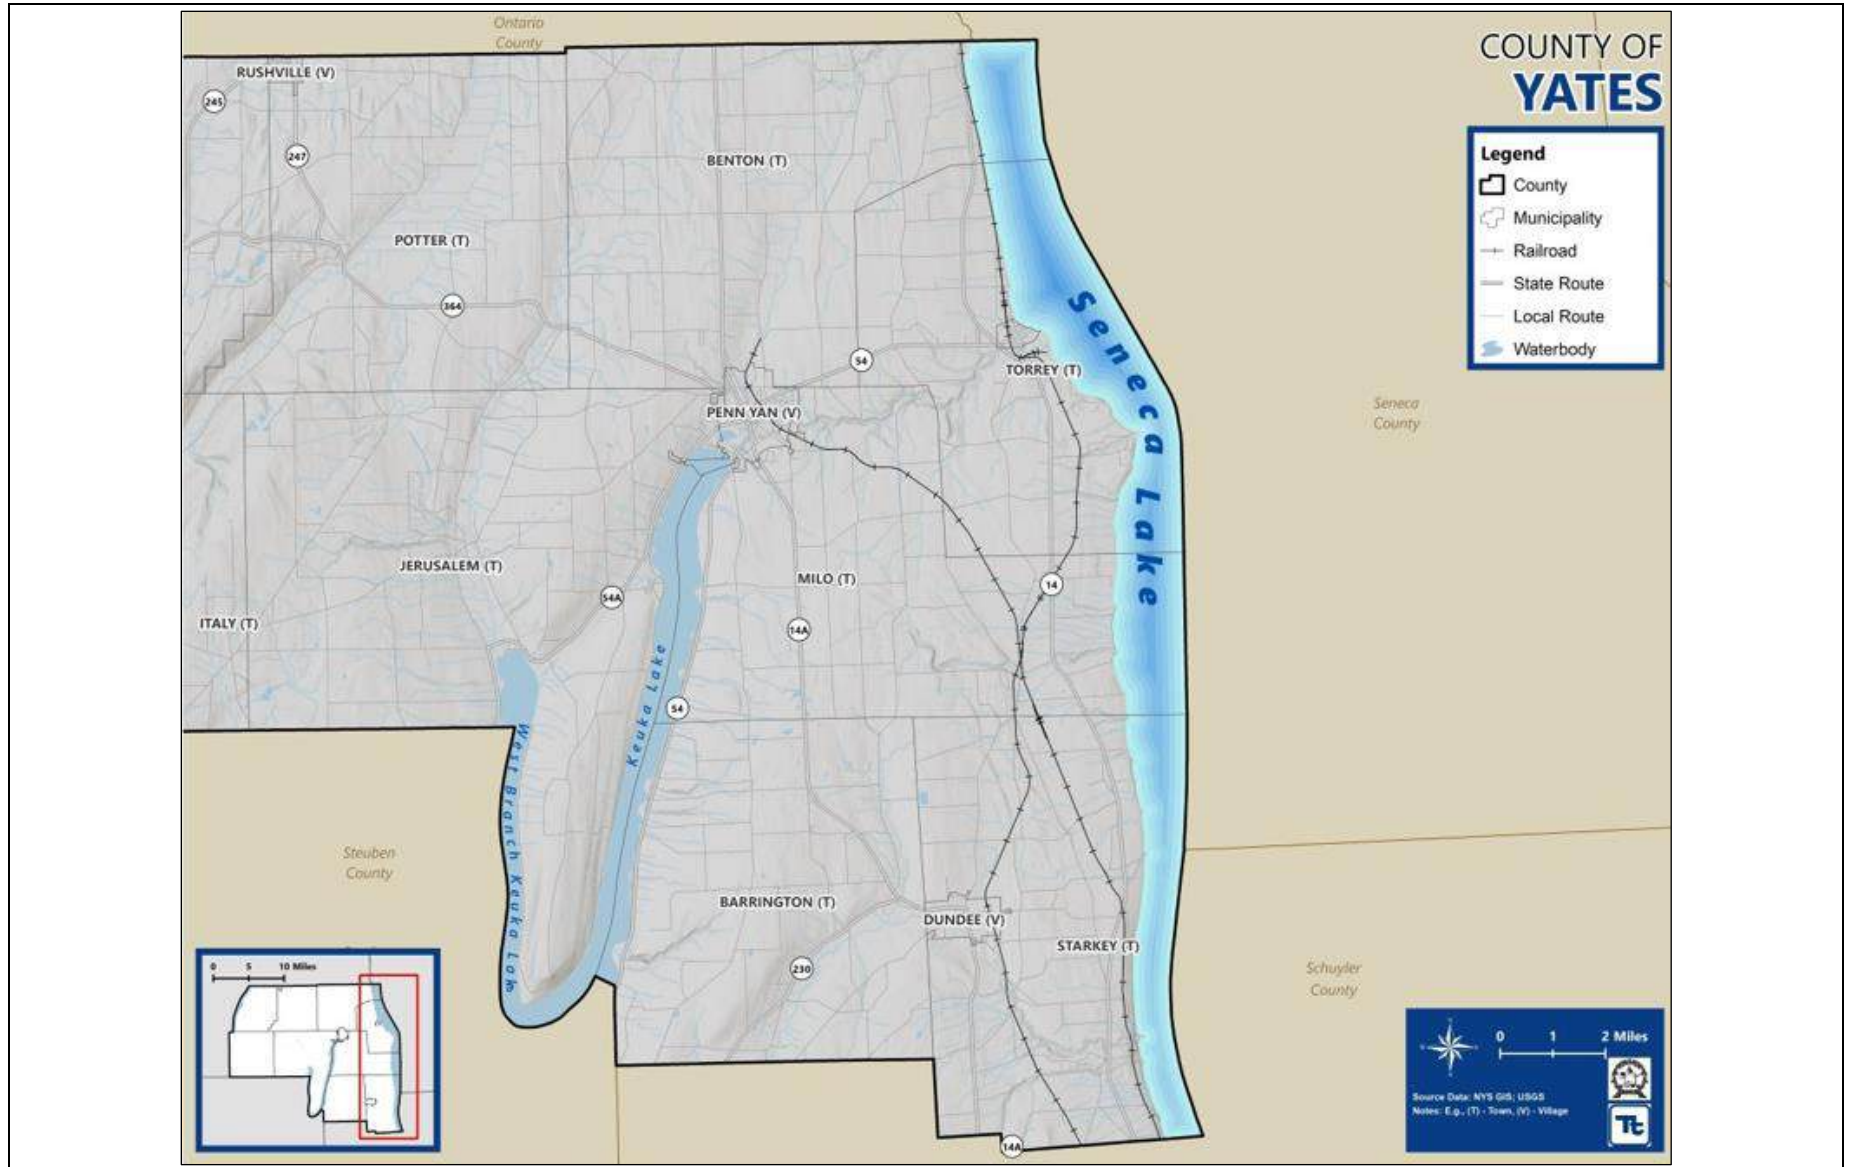 Ontario
County
COUNTY OF
YATES
RUSHVILLE (V)
245
247
BENTON (T)
Legend
County
Municipality
Railroad
State Route
Local Route
Waterbody
POTTER (T)
364
54
TORREY (T)
Seneca Lake
PENN YAN (V)
Seneca
County
JERUSALEM (T)
54A
MILO (T)
14
ITALY (T)
14A
Keuka Lake
54
West Branch Keuka Lake
Steuben
County
BARRINGTON (T)
DUNDEE (V)
STARKEY (T)
230
Schuyler
County
0 5 10 Miles
0 1 2 Miles
Source Data: NYS GIS; USGS
Notes: E.g., (T) - Town, (V) - Village
Tt
14A